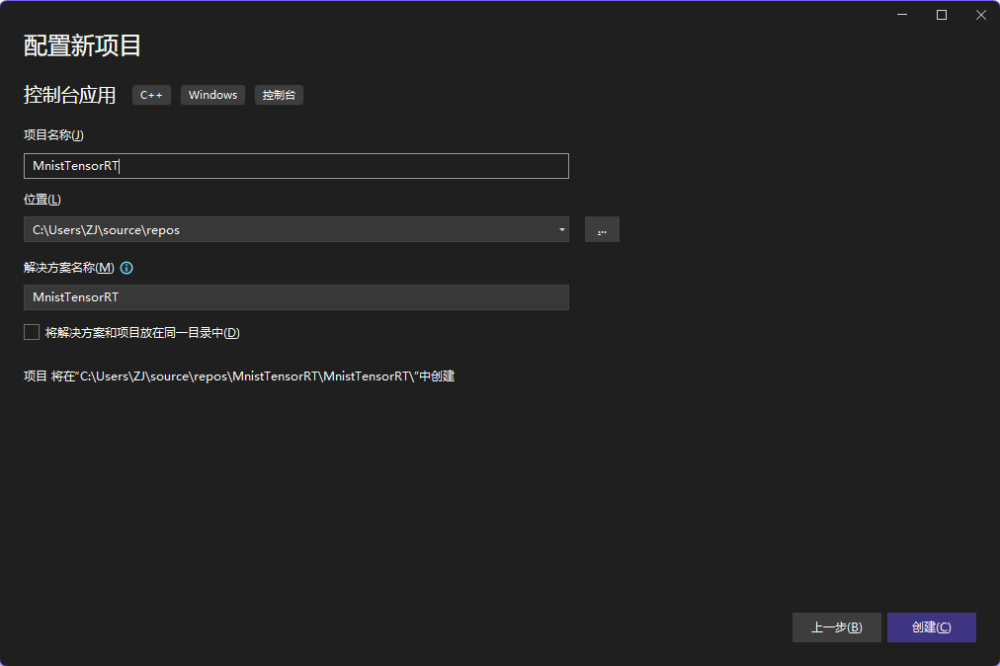 配置新项目
控制台应用 C++ Windows 控制台
项目名称(J)
MnistTensorRT
位置(L)
C:\Users\ZJ\source\repos
...
解决方案名称(M)
MnistTensorRT
将解决方案和项目放在同一目录中(D)
项目 将在"C:\Users\ZJ\source\repos\MnistTensorRT\MnistTensorRT\"中创建
上一步(B) 创建(C)